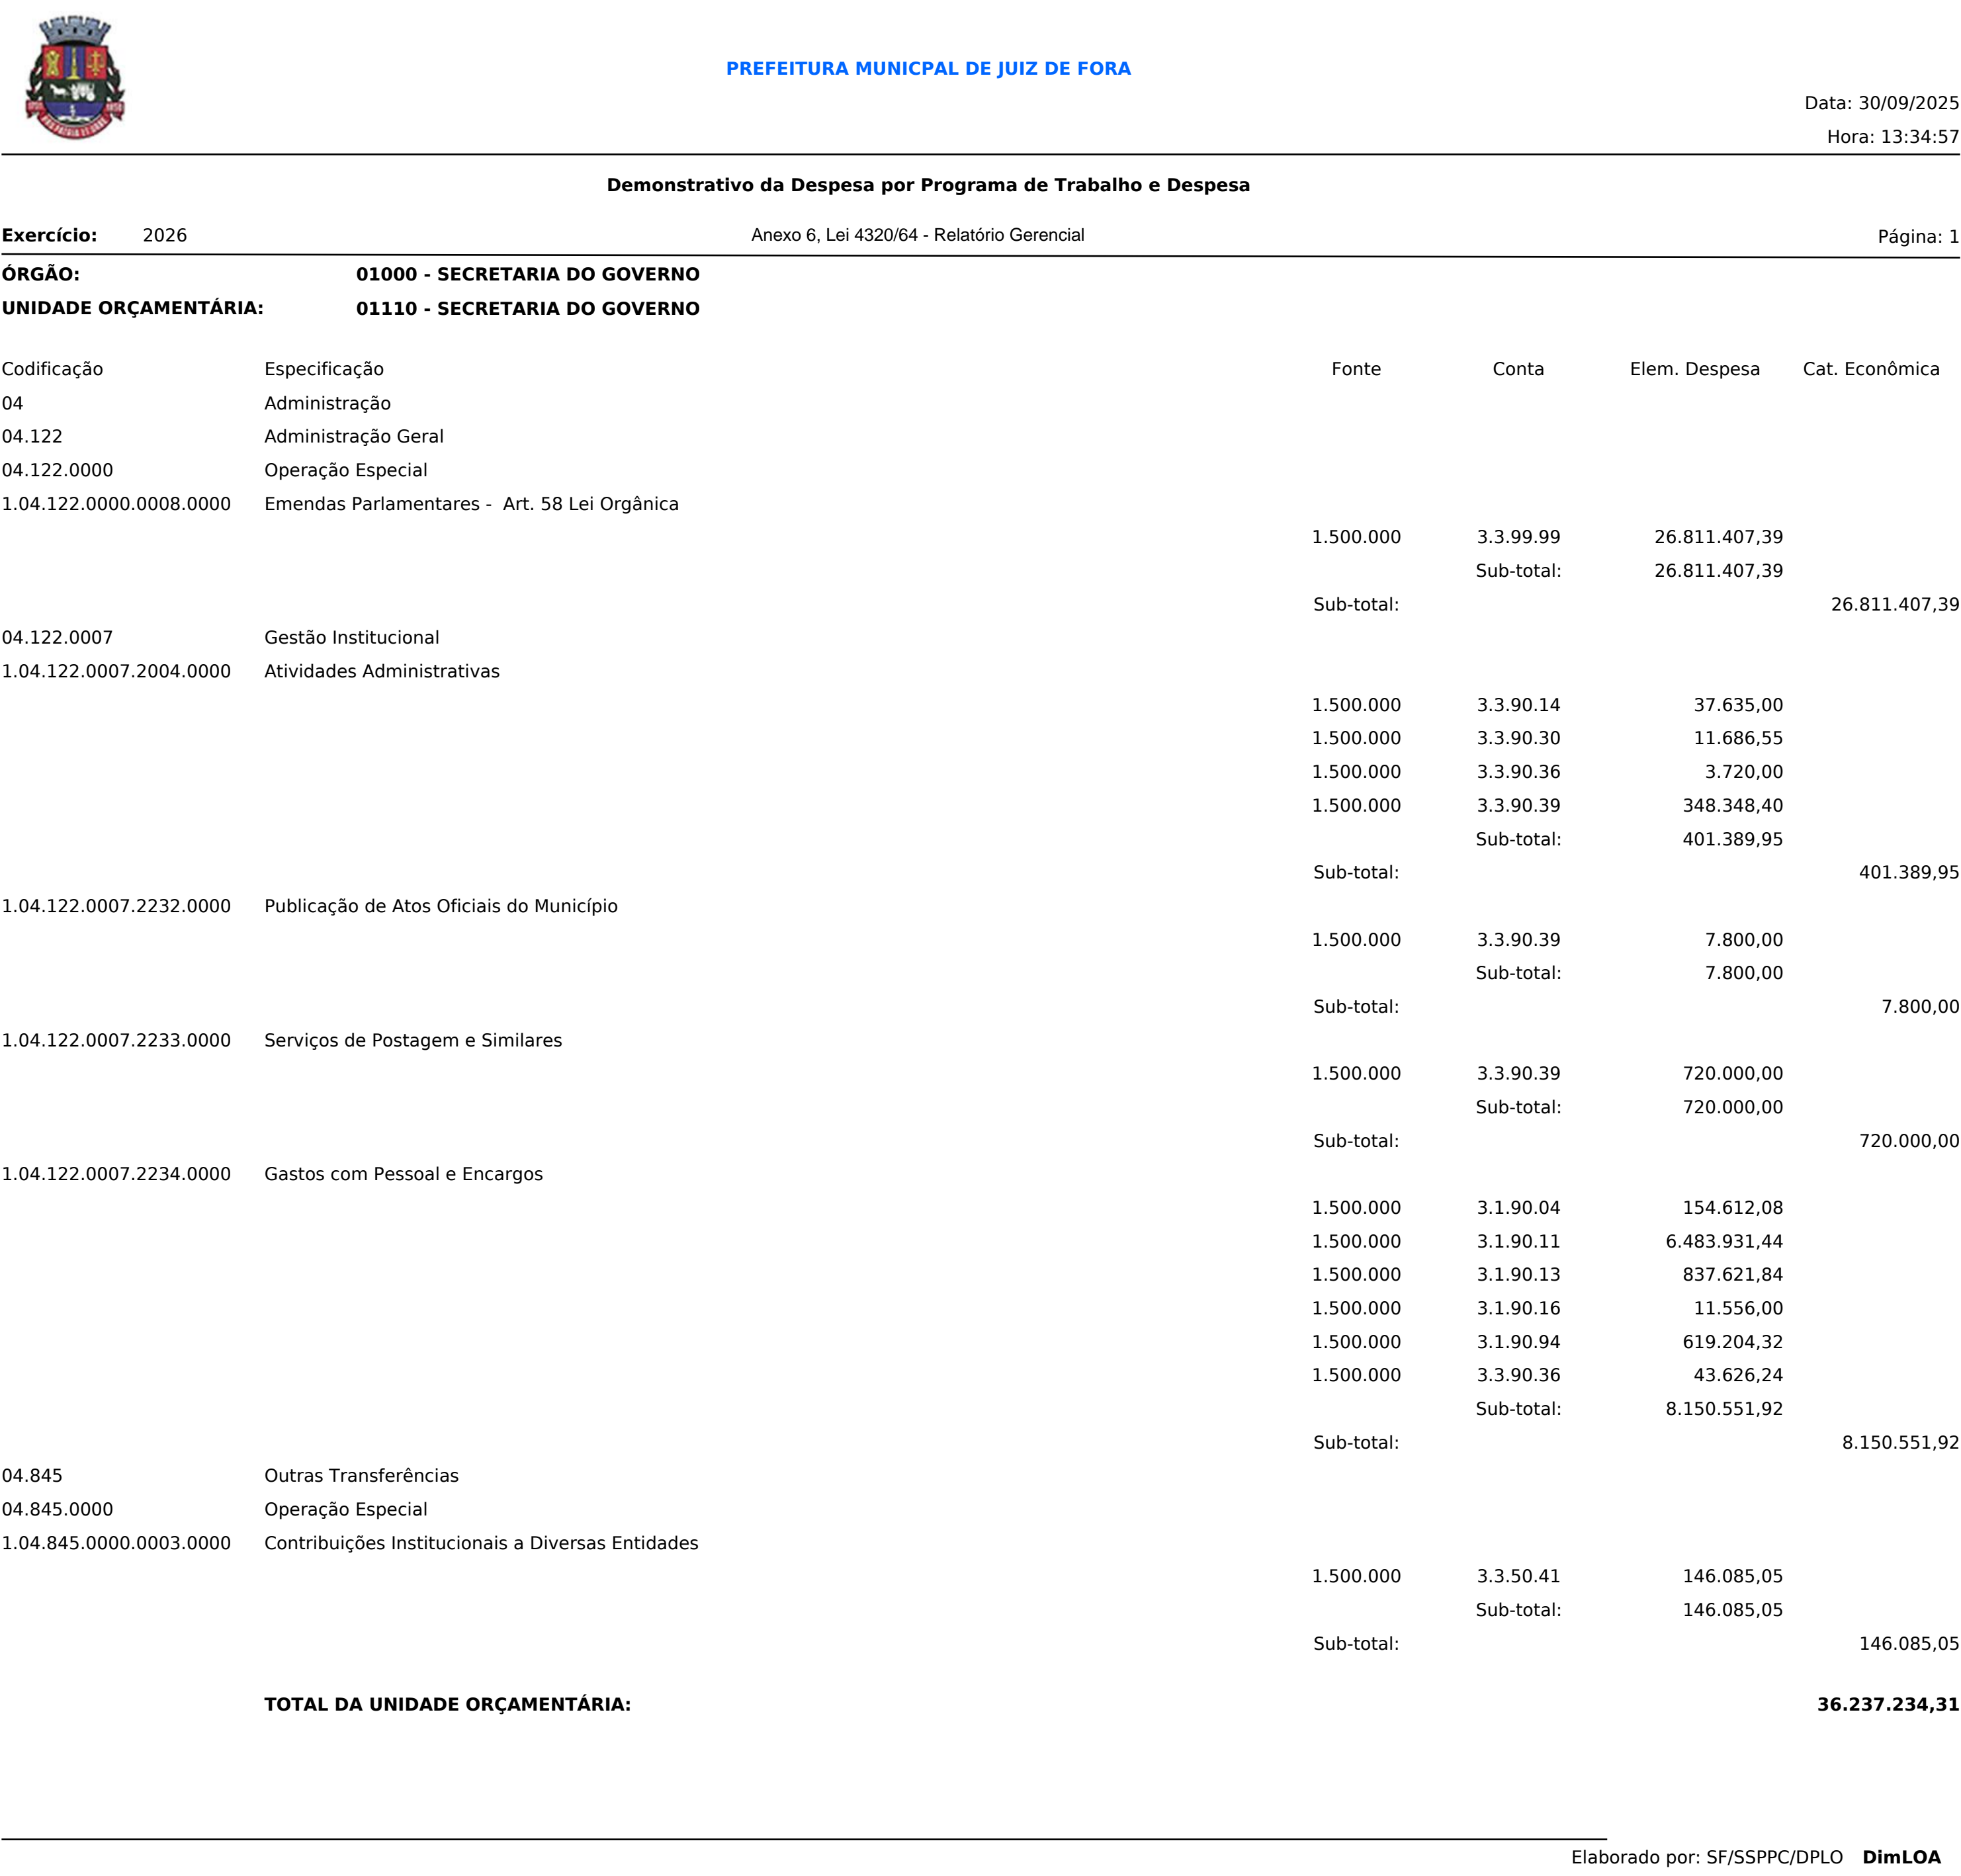 PREFEITURA MUNICPAL DE JUIZ DE FORA
Data: 30/09/2025
Hora: 13:34:57
Demonstrativo da Despesa por Programa de Trabalho e Despesa
Exercício: 2026 Anexo 6, Lei 4320/64 - Relatório Gerencial Página: 1
ÓRGÃO: 01000 - SECRETARIA DO GOVERNO
UNIDADE ORÇAMENTÁRIA: 01110 - SECRETARIA DO GOVERNO
Codificação Especificação Fonte Conta Elem. Despesa Cat. Econômica
04 Administração
04.122 Administração Geral
04.122.0000 Operação Especial
1.04.122.0000.0008.0000 Emendas Parlamentares - Art. 58 Lei Orgânica
1.500.000 3.3.99.99 26.811.407,39
Sub-total: 26.811.407,39
Sub-total: 26.811.407,39
04.122.0007 Gestão Institucional
1.04.122.0007.2004.0000 Atividades Administrativas
1.500.000 3.3.90.14 37.635,00
1.500.000 3.3.90.30 11.686,55
1.500.000 3.3.90.36 3.720,00
1.500.000 3.3.90.39 348.348,40
Sub-total: 401.389,95
Sub-total: 401.389,95
1.04.122.0007.2232.0000 Publicação de Atos Oficiais do Município
1.500.000 3.3.90.39 7.800,00
Sub-total: 7.800,00
Sub-total: 7.800,00
1.04.122.0007.2233.0000 Serviços de Postagem e Similares
1.500.000 3.3.90.39 720.000,00
Sub-total: 720.000,00
Sub-total: 720.000,00
1.04.122.0007.2234.0000 Gastos com Pessoal e Encargos
1.500.000 3.1.90.04 154.612,08
1.500.000 3.1.90.11 6.483.931,44
1.500.000 3.1.90.13 837.621,84
1.500.000 3.1.90.16 11.556,00
1.500.000 3.1.90.94 619.204,32
1.500.000 3.3.90.36 43.626,24
Sub-total: 8.150.551,92
Sub-total: 8.150.551,92
04.845 Outras Transferências
04.845.0000 Operação Especial
1.04.845.0000.0003.0000 Contribuições Institucionais a Diversas Entidades
1.500.000 3.3.50.41 146.085,05
Sub-total: 146.085,05
Sub-total: 146.085,05
TOTAL DA UNIDADE ORÇAMENTÁRIA: 36.237.234,31
Elaborado por: SF/SSPPC/DPLO DimLOA